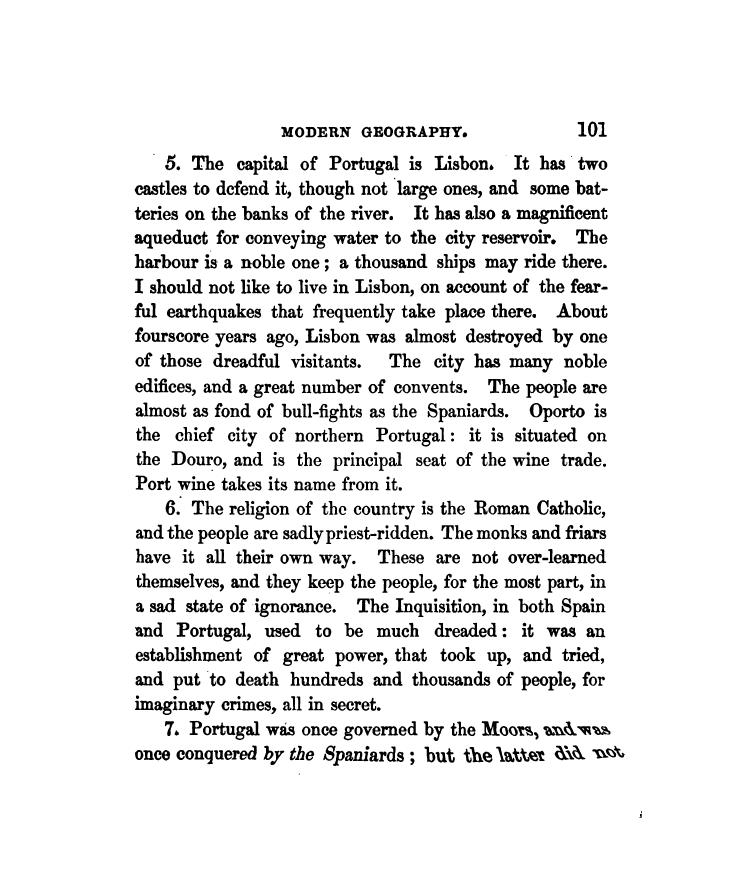 MODERN GEOGRAPHY. 101
5. The capital of Portugal is Lisbon. It has two
castles to defend it, though not large ones, and some bat-
teries on the banks of the river. It has also a magnificent
aqueduct for conveying water to the city reservoir. The
harbour is a noble one; a thousand ships may ride there.
I should not like to live in Lisbon, on account of the fear-
ful earthquakes that frequently take place there. About
fourscore years ago, Lisbon was almost destroyed by one
of those dreadful visitants. The city has many noble
edifices, and a great number of convents. The people are
almost as fond of bull-fights as the Spaniards. Oporto is
the chief city of northern Portugal: it is situated on
the Douro, and is the principal seat of the wine trade.
Port wine takes its name from it.
6. The religion of the country is the Roman Catholic,
and the people are sadly priest-ridden. The monks and friars
have it all their own way. These are not over-learned
themselves, and they keep the people, for the most part, in
a sad state of ignorance. The Inquisition, in both Spain
and Portugal, used to be much dreaded: it was an
establishment of great power, that took up, and tried,
and put to death hundreds and thousands of people, for
imaginary crimes, all in secret.
7. Portugal was once governed by the Moors, and was
once conquered by the Spaniards; but the latter did not